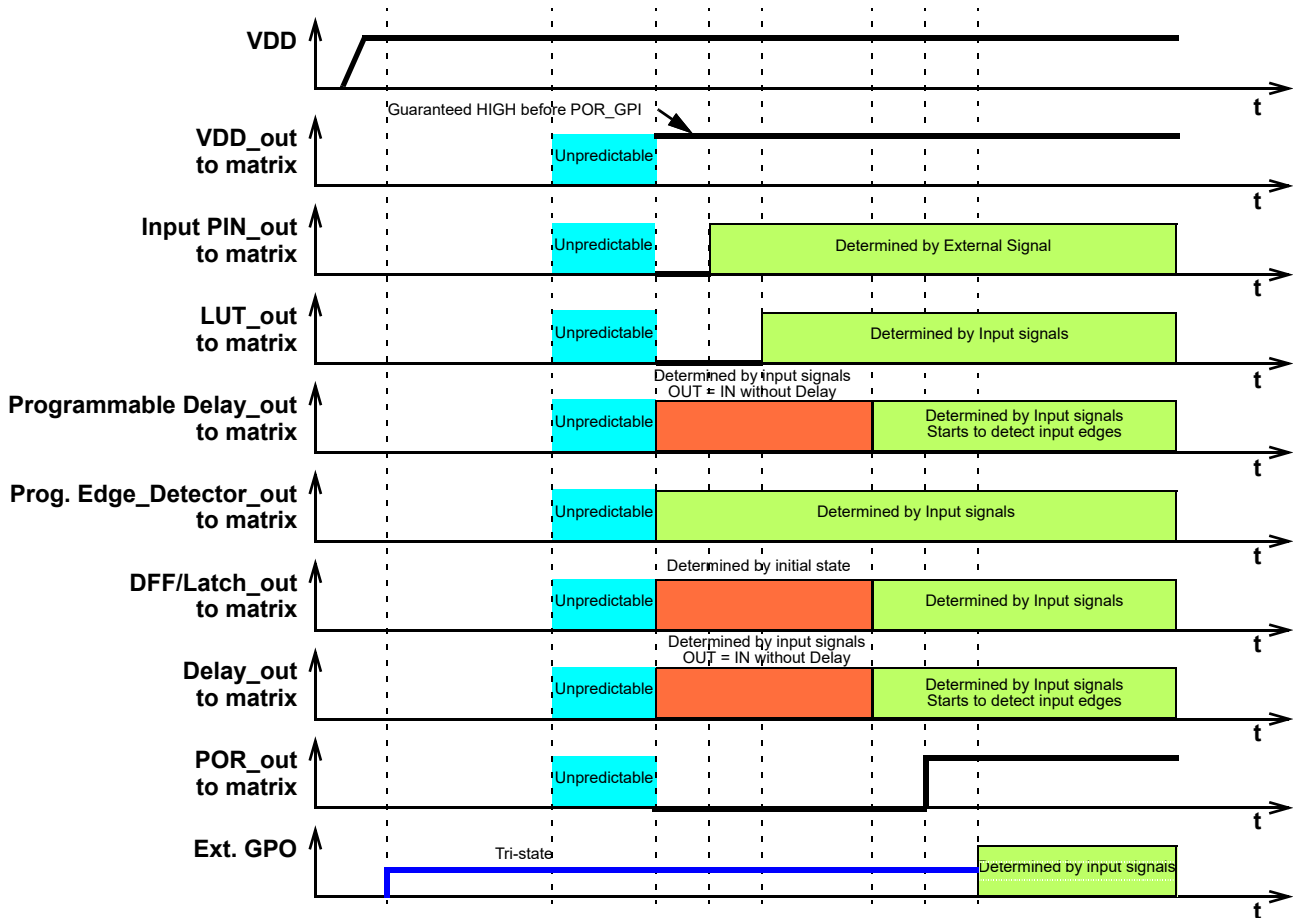 VDD
t
Guaranteed HIGH before POR_GPI
VDD_out
to matrix
Unpredictable
t
Input PIN_out
to matrix
Unpredictable
Determined by External Signal
t
LUT_out
to matrix
Unpredictable
Determined by Input signals
t
Determined by input signals
OUT = IN without Delay
Programmable Delay_out
to matrix
Unpredictable
Determined by Input signals
Starts to detect input edges
t
Prog. Edge_Detector_out
to matrix
Unpredictable
Determined by Input signals
t
Determined by initial state
DFF/Latch_out
to matrix
Unpredictable
Determined by Input signals
t
Determined by input signals
OUT = IN without Delay
Delay_out
to matrix
Unpredictable
Determined by Input signals
Starts to detect input edges
t
POR_out
to matrix
Unpredictable
t
Ext. GPO
Tri-state
Determined by input signals
t